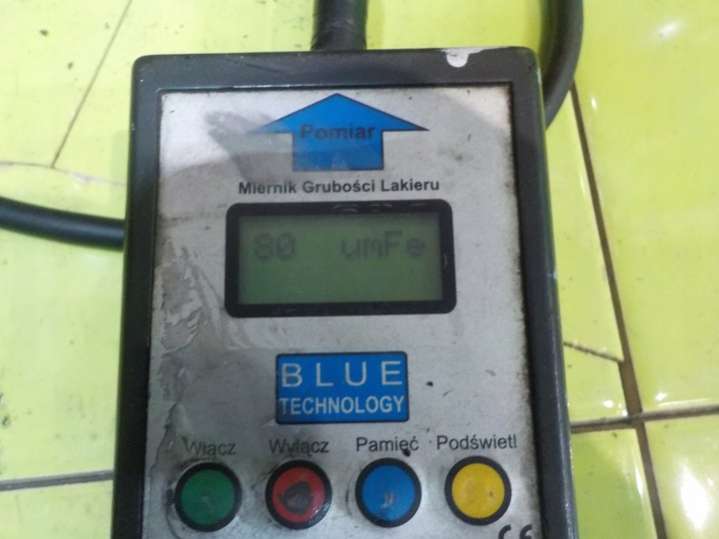 Pomiar
Miernik Grubości Lakieru
80 umFe
BLUE
TECHNOLOGY
Włącz Wyłącz Pamięć Podświetl
CE